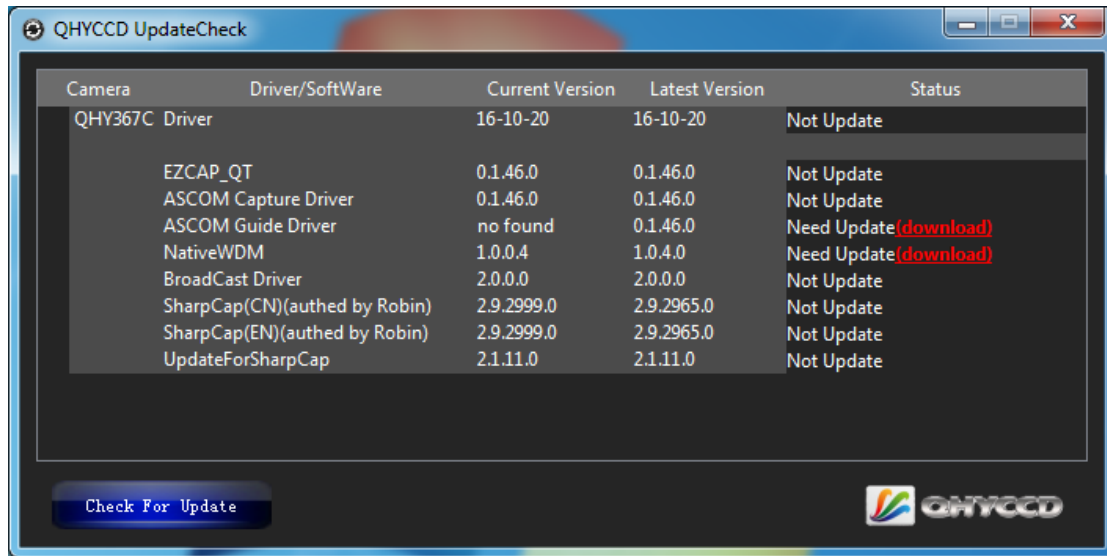 QHYCCD UpdateCheck
Camera Driver/SoftWare Current Version Latest Version Status
QHY367C Driver 16-10-20 16-10-20 Not Update
EZCAP_QT 0.1.46.0 0.1.46.0 Not Update
ASCOM Capture Driver 0.1.46.0 0.1.46.0 Not Update
ASCOM Guide Driver no found 0.1.46.0 Need Update(download)
NativeWDM 1.0.0.4 1.0.4.0 Need Update(download)
BroadCast Driver 2.0.0.0 2.0.0.0 Not Update
SharpCap(CN)(authed by Robin) 2.9.2999.0 2.9.2965.0 Not Update
SharpCap(EN)(authed by Robin) 2.9.2999.0 2.9.2965.0 Not Update
UpdateForSharpCap 2.1.11.0 2.1.11.0 Not Update
Check For Update
QHYCCD